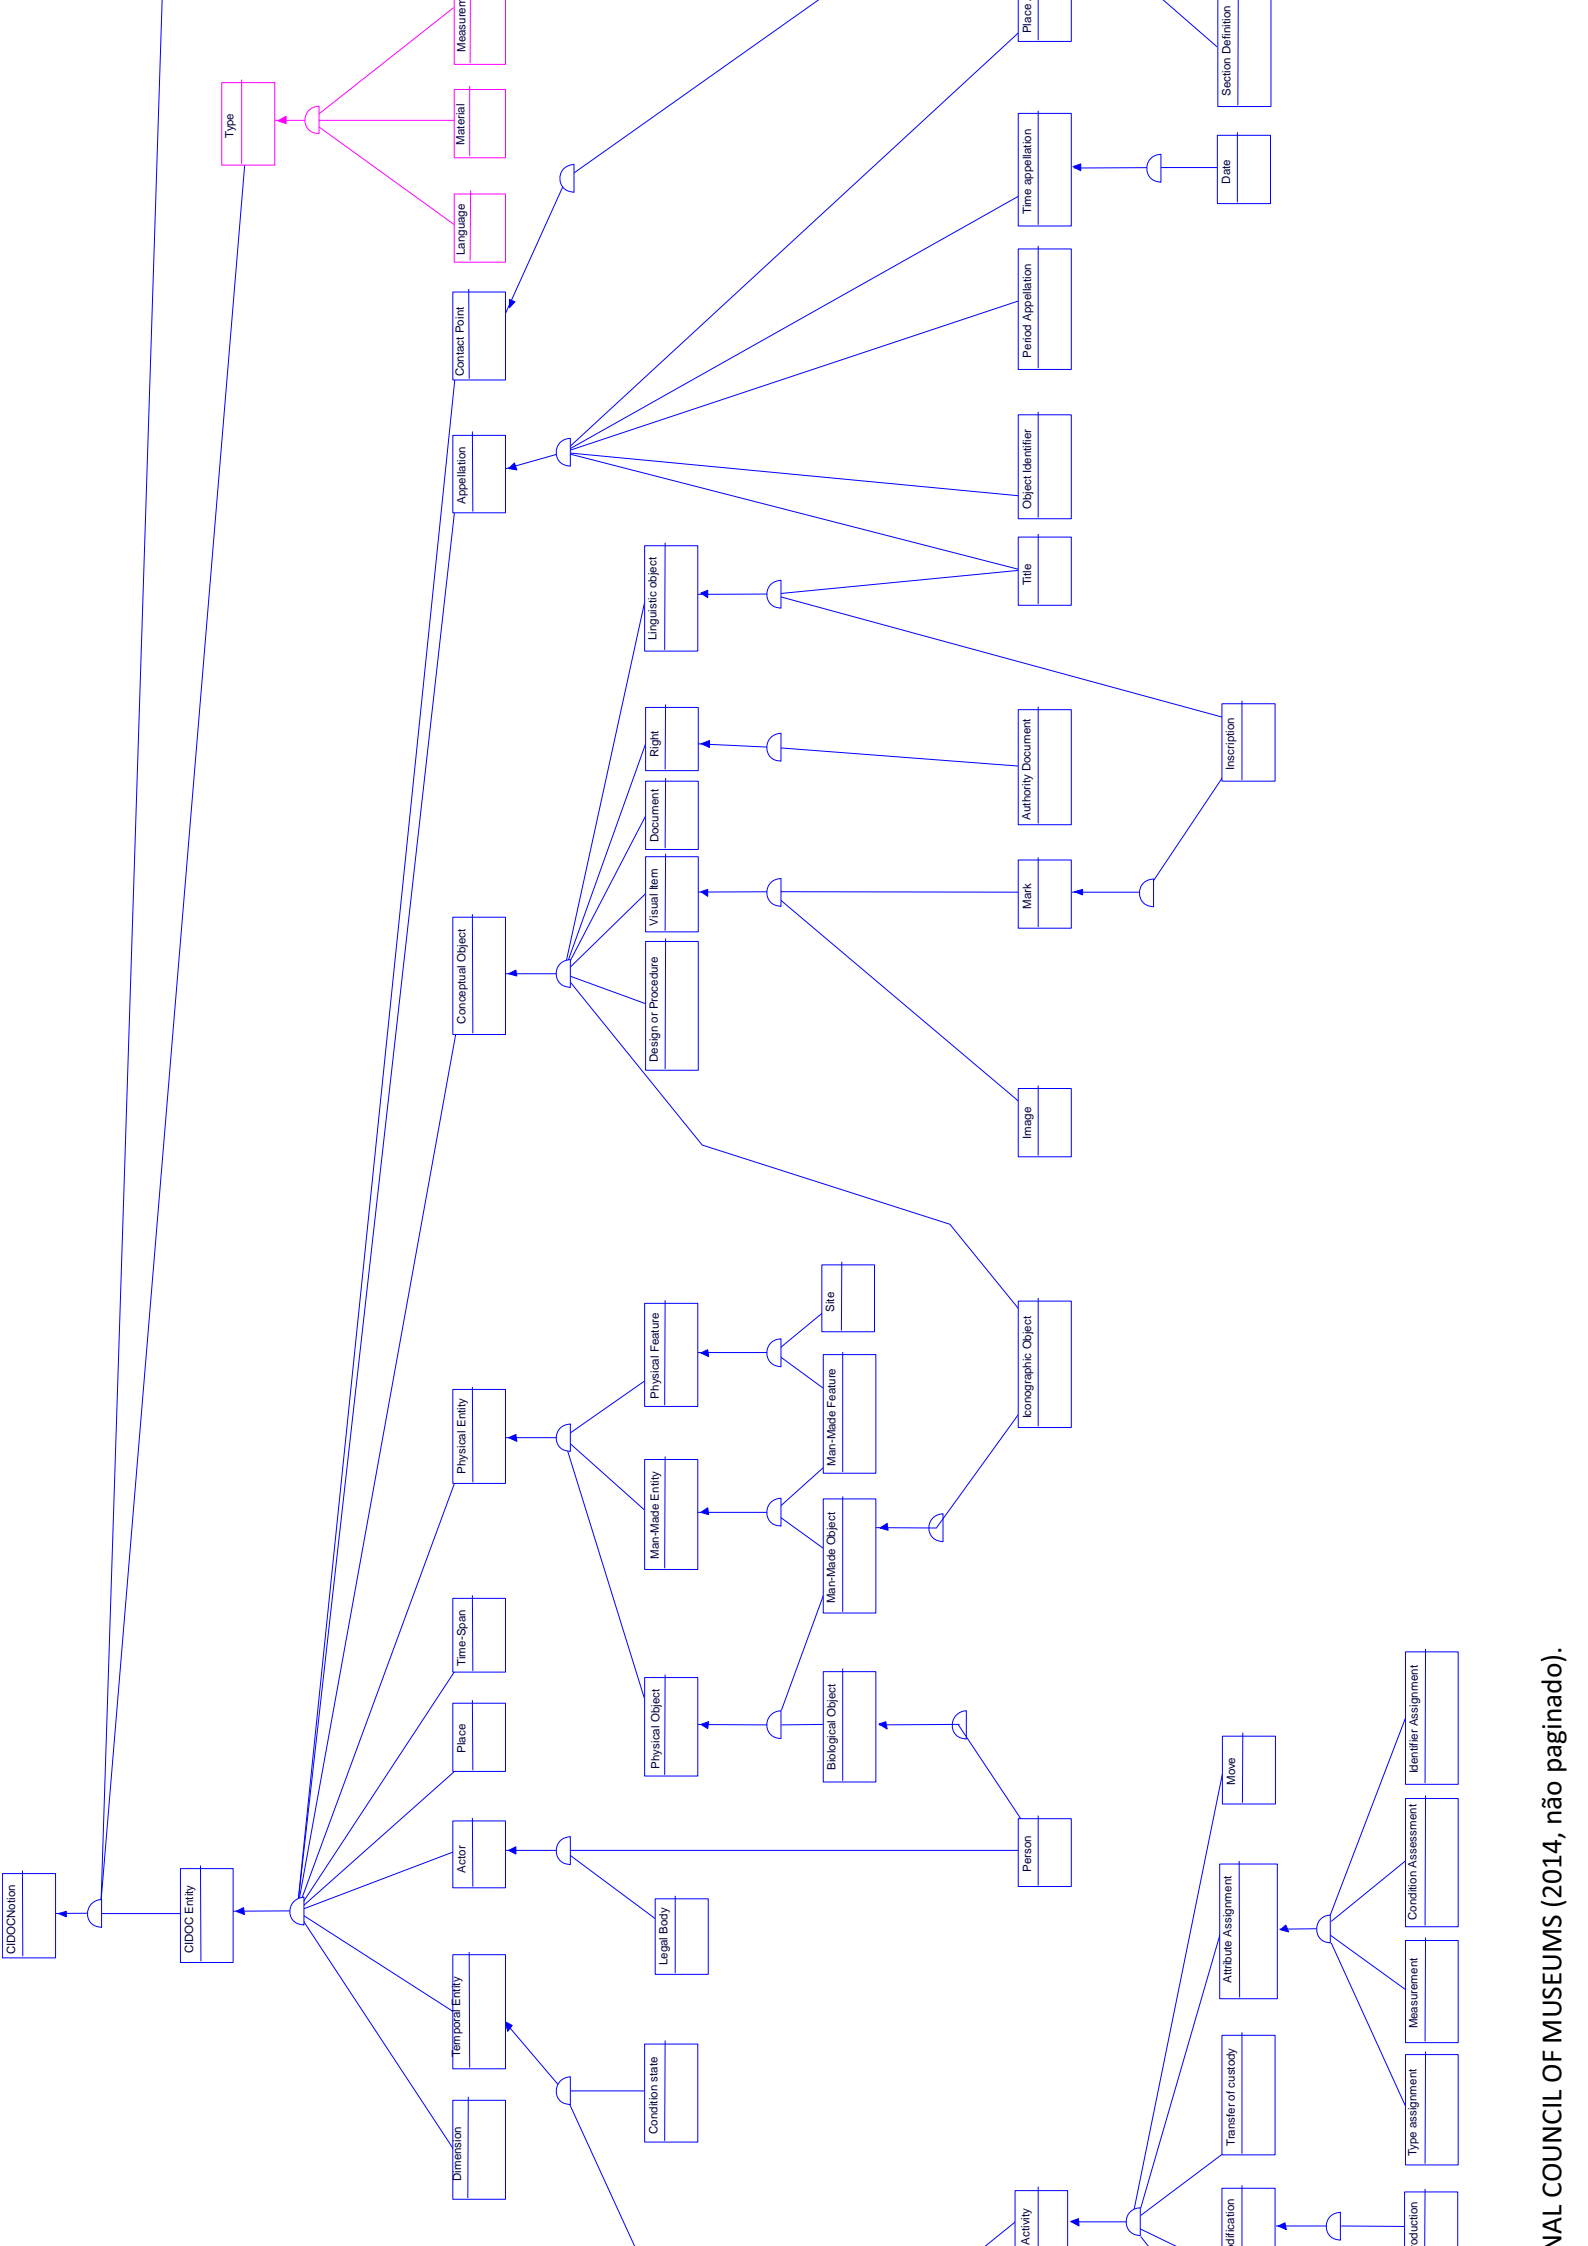 CIDOCNotion
CIDOC Entity
Type
Dimension
Temporal Entity
Actor
Place
Time-Span
Physical Entity
Conceptual Object
Appellation
Contact Point
Language
Material
Condition state
Legal Body
Physical Object
Man-Made Entity
Physical Feature
Design or Procedure
Visual Item
Document
Right
Linguistic object
Biological Object
Man-Made Object
Man-Made Feature
Site
Activity
Person
Iconographic Object
Image
Mark
Authority Document
Title
Object Identifier
Period Appellation
Time appellation
Place
Transfer of custody
Attribute Assignment
Move
Inscription
Date
Section Definition
Type assignment
Measurement
Condition Assessment
Identifier Assignment
NAL COUNCIL OF MUSEUMS (2014, não paginado).